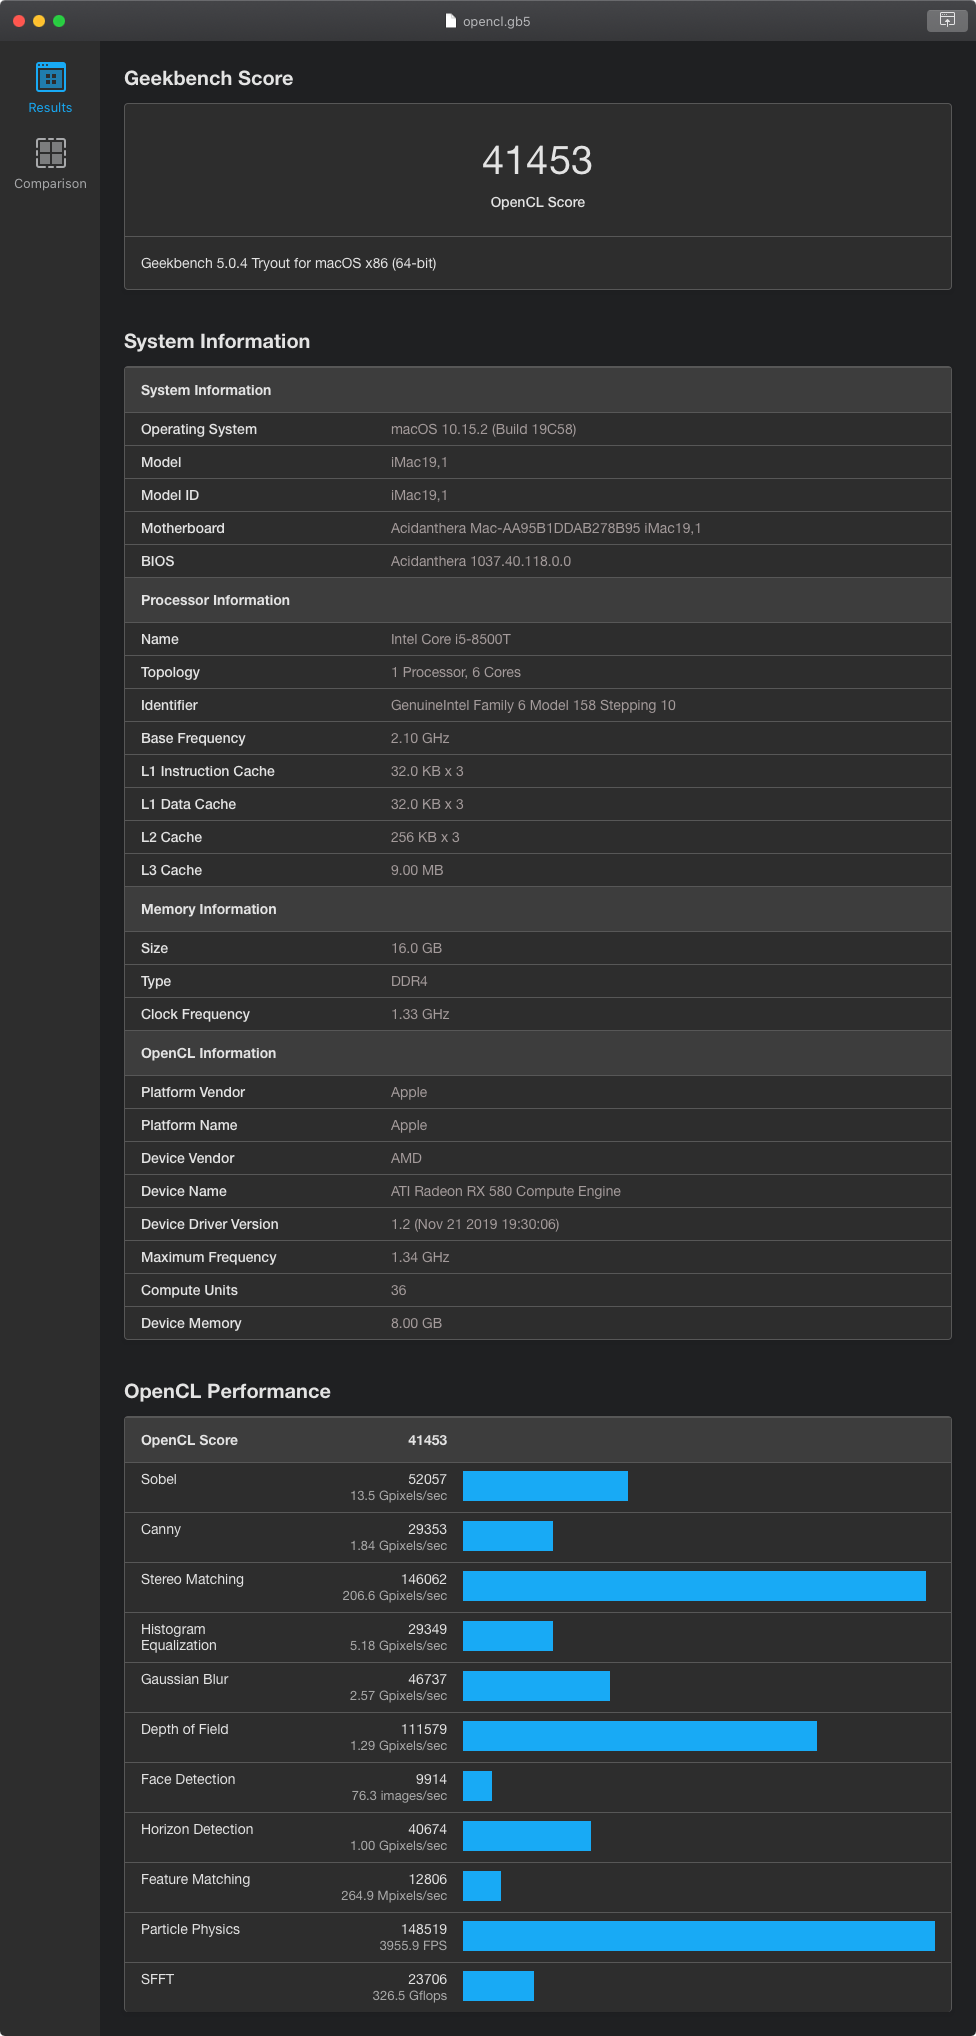 opencl.gb5
Results
Comparison
Geekbench Score
41453
OpenCL Score
Geekbench 5.0.4 Tryout for macOS x86 (64-bit)
System Information
System Information
Operating System macOS 10.15.2 (Build 19C58)
Model iMac19,1
Model ID iMac19,1
Motherboard Acidanthera Mac-AA95B1DDAB278B95 iMac19,1
BIOS Acidanthera 1037.40.118.0.0
Processor Information
Name Intel Core i5-8500T
Topology 1 Processor, 6 Cores
Identifier GenuineIntel Family 6 Model 158 Stepping 10
Base Frequency 2.10 GHz
L1 Instruction Cache 32.0 KB x 3
L1 Data Cache 32.0 KB x 3
L2 Cache 256 KB x 3
L3 Cache 9.00 MB
Memory Information
Size 16.0 GB
Type DDR4
Clock Frequency 1.33 GHz
OpenCL Information
Platform Vendor Apple
Platform Name Apple
Device Vendor AMD
Device Name ATI Radeon RX 580 Compute Engine
Device Driver Version 1.2 (Nov 21 2019 19:30:06)
Maximum Frequency 1.34 GHz
Compute Units 36
Device Memory 8.00 GB
OpenCL Performance
OpenCL Score 41453
Sobel 52057
13.5 Gpixels/sec
Canny 29353
1.84 Gpixels/sec
Stereo Matching 146062
206.6 Gpixels/sec
Histogram 29349
Equalization 5.18 Gpixels/sec
Gaussian Blur 46737
2.57 Gpixels/sec
Depth of Field 111579
1.29 Gpixels/sec
Face Detection 9914
76.3 images/sec
Horizon Detection 40674
1.00 Gpixels/sec
Feature Matching 12806
264.9 Mpixels/sec
Particle Physics 148519
3955.9 FPS
SFFT 23706
326.5 Gflops